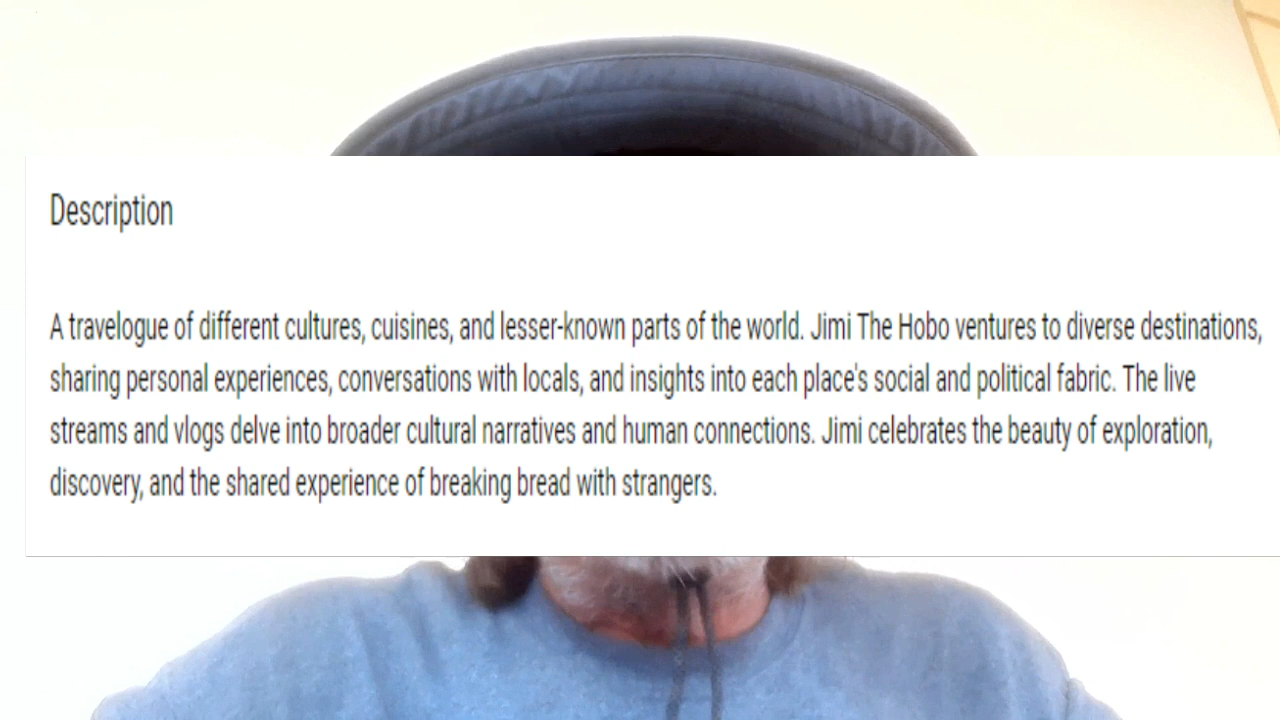 Description
A travelogue of different cultures, cuisines, and lesser-known parts of the world. Jimi The Hobo ventures to diverse destinations,
sharing personal experiences, conversations with locals, and insights into each place's social and political fabric. The live
streams and vlogs delve into broader cultural narratives and human connections. Jimi celebrates the beauty of exploration,
discovery, and the shared experience of breaking bread with strangers.